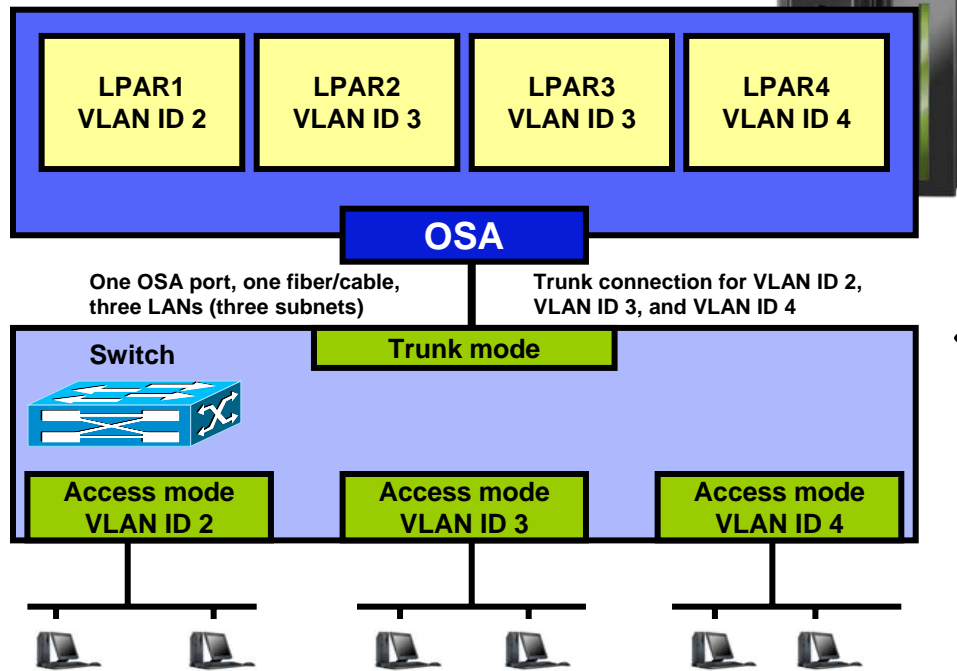 LPAR1
VLAN ID 2
LPAR2
VLAN ID 3
LPAR3
VLAN ID 3
LPAR4
VLAN ID 4
OSA
One OSA port, one fiber/cable,
three LANs (three subnets)
Trunk connection for VLAN ID 2,
VLAN ID 3, and VLAN ID 4
Switch
Trunk mode
Access mode
VLAN ID 2
Access mode
VLAN ID 3
Access mode
VLAN ID 4